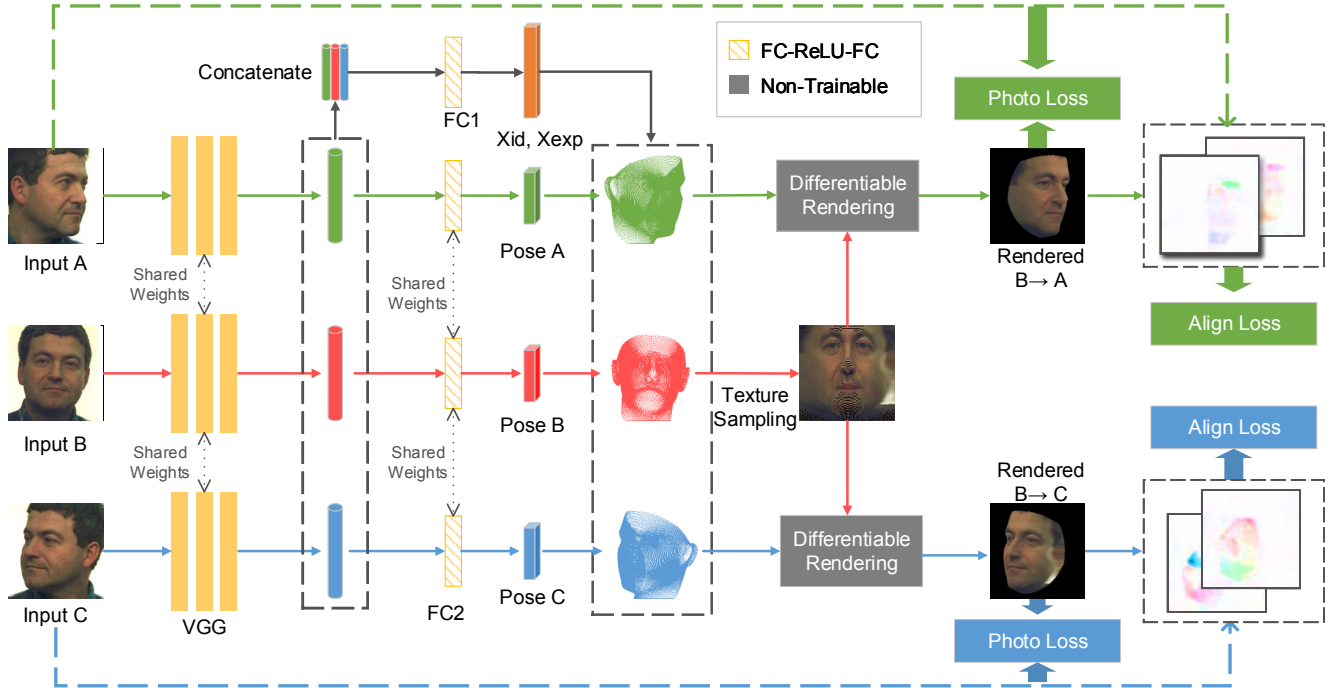 FC-ReLU-FC
Non-Trainable
Concatenate
FC1
Xid, Xexp
Photo Loss
Input A
Shared
Weights
Shared
Weights
Pose A
Differentiable
Rendering
Rendered
B→ A
Align Loss
Input B
Shared
Weights
Shared
Weights
Pose B
Texture
Sampling
Align Loss
Rendered
B→ C
Input C
VGG
FC2
Pose C
Differentiable
Rendering
Photo Loss